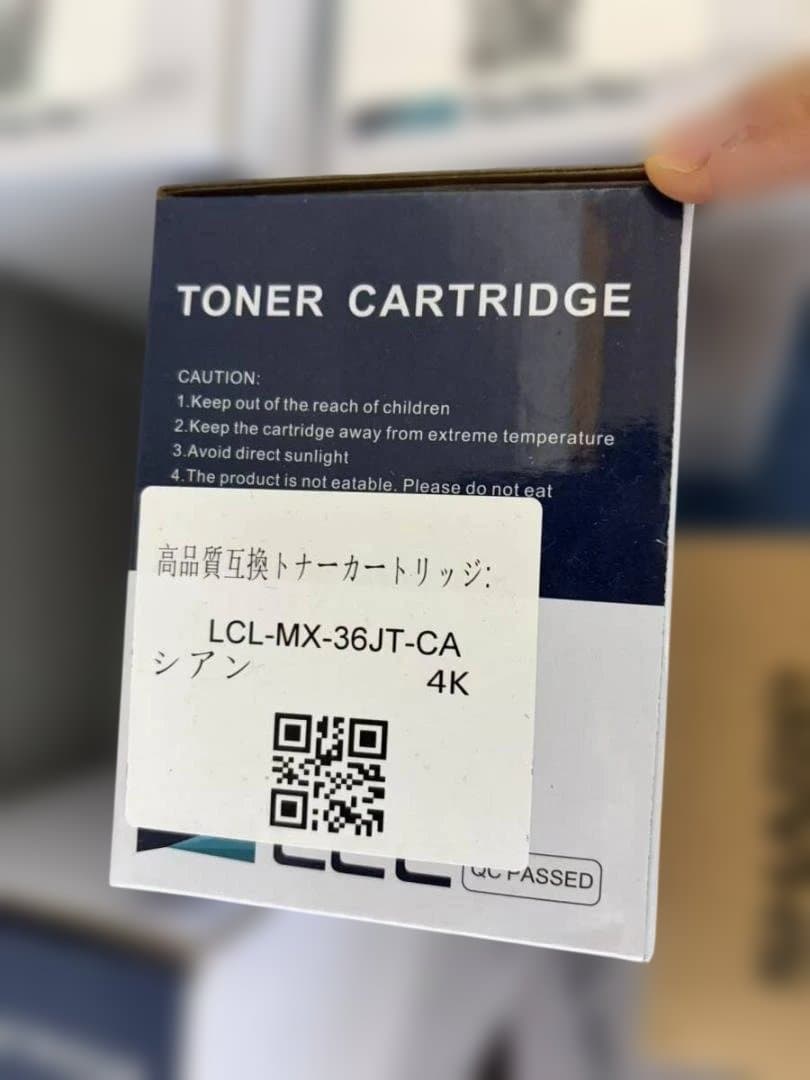 TONER CARTRIDGE
CAUTION:
1.Keep out of the reach of children
2.Keep the cartridge away from extreme temperature
3.Avoid direct sunlight
4.The product is not eatable. Please do not eat
高品質互換トナーカートリッジ:
LCL-MX-36JT-CA
シアン 4K
QC PASSED